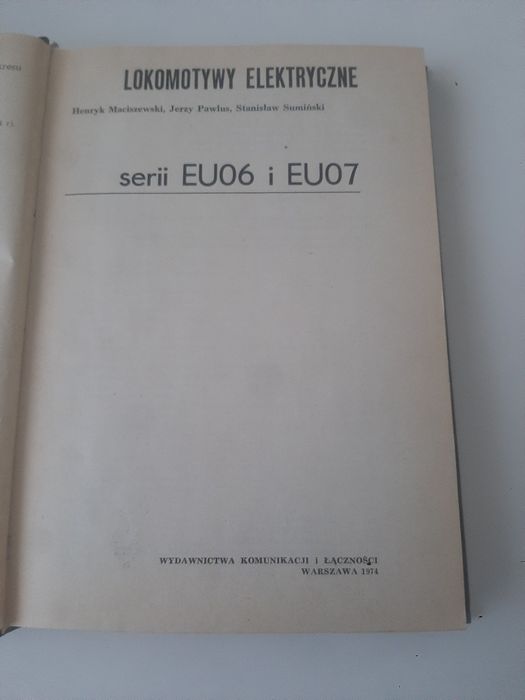 LOKOMOTYWY ELEKTRYCZNE
Henryk Maciszewski, Jerzy Pawlus, Stanisław Sumiński
serii EU06 i EU07
WYDAWNICTWA KOMUNIKACJI i ŁĄCZNOŚCI
WARSZAWA 1974